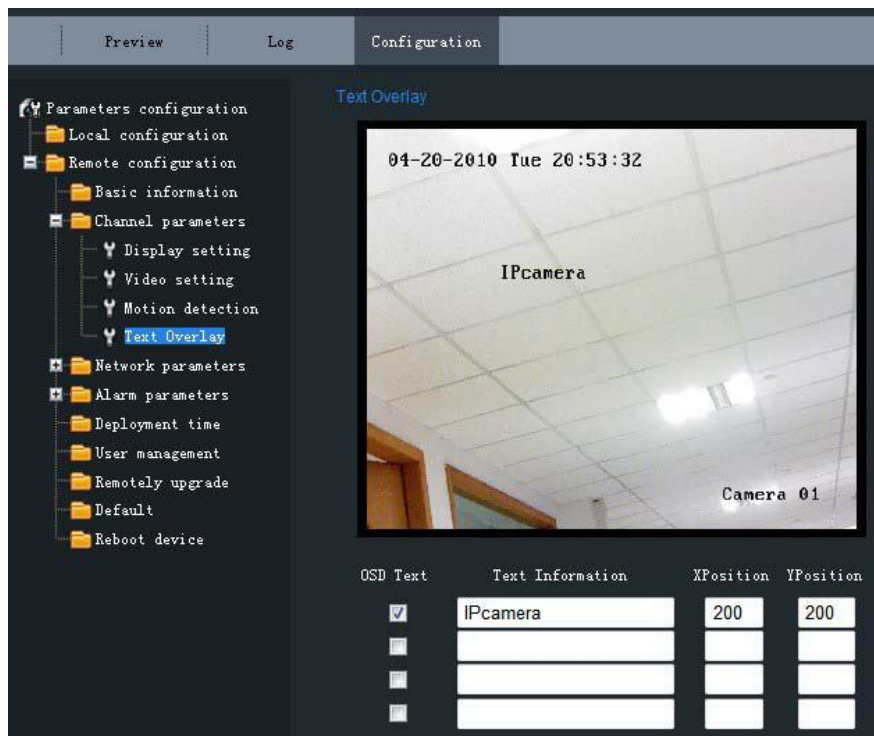 Preview Log Configuration
Parameters configuration
Local configuration
Remote configuration
Basic information
Channel parameters
Display setting
Video setting
Motion detection
Text Overlay
Network parameters
Alarm parameters
Deployment time
User management
Remotely upgrade
Default
Reboot device
Text Overlay
04-20-2010 Tue 20:53:32
IPcamera
Camera 01
OSD Text Text Information XPosition YPosition
IPcamera 200 200